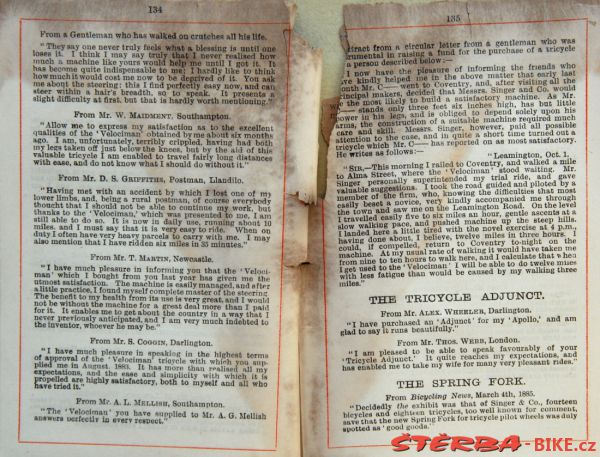 134
From a Gentleman who has walked on crutches all his life.
"They say one never truly feels what a blessing is until one
loses it. I think I may say truly that I never realised how
much a machine like yours would help me until I got it. It
has become quite indispensable to me; I hardly like to think
how much it would cost me now to be deprived of it. You ask
me about the steering: this I find perfectly easy now, and can
steer within a hair's breadth, so to speak. It presents a
slight difficulty at first, but that is hardly worth mentioning."
From Mr. W. MAIDMENT, Southampton.
"Allow me to express my satisfaction as to the excellent
qualities of the 'Velociman' obtained by me about six months
ago. I am, unfortunately, terribly crippled, having had both
my legs taken off just below the knees, but by the aid of this
valuable tricycle I am enabled to travel fairly long distances
with ease, and do not know what I should do without it."
From Mr. D. S. GRIFFITHS, Postman, Llandilo.
"Having met with an accident by which I lost one of my
lower limbs, and, being a rural postman, of course everybody
thought that I should not be able to continue my work, but
thanks to the 'Velociman,' which was presented to me, I am
still able to do so. It is now in daily use, running about 10
miles, and I must say that it is very easy to ride. When on
duty I often have very heavy parcels to carry with me. I may
also mention that I have ridden six miles in 35 minutes."
From Mr. T. MARTIN, Newcastle.
"I have much pleasure in informing you that the 'Veloci-
man' which I bought from you last year has given me the
utmost satisfaction. The machine is easily managed, and after
a little practice, I found myself complete master of the steering.
The benefit to my health from its use is very great, and I would
not be without the machine for a great deal more than I paid
for it. It enables me to get about the country in a way that I
never previously anticipated, and I am very much indebted to
the inventor, whoever he may be."
From Mr. S. COGGIN, Darlington.
"I have much pleasure in speaking in the highest terms
of approval of the 'Velociman' tricycle with which you sup-
plied me in August, 1883. It has more than realised all my
expectations, and the ease and simplicity with which it is
propelled are highly satisfactory, both to myself and all who
have tried it."
From Mr. A. L. MELLISH, Southampton.
"The 'Velociman' you have supplied to Mr. A. G. Mellish
answers perfectly in every respect."
135
Extract from a circular letter from a gentleman who was
instrumental in raising a fund for the purchase of a tricycle
a person described below:—
"I now have the pleasure of informing the friends who
have kindly helped me in the above matter that early last
month Mr. C— went to Coventry, and, after visiting all the
principal makers, decided that Messrs. Singer and Co. would
be the most likely to build a satisfactory machine. As Mr.
C— stands only three feet six inches high, has but little
power in his legs, and is obliged to depend solely upon his
arms, the construction of a suitable machine required much
care and skill. Messrs. Singer, however, paid all possible
attention to the case, and in quite a short time turned out a
tricycle which Mr. C— has reported on as most satisfactory.
He writes as follows:—
"Leamington, Oct. 1.
"SIR,—This morning I railed to Coventry, and walked a mile
to Alma Street, where the 'Velociman' stood waiting. Mr.
Singer personally superintended my trial ride, and gave
valuable suggestions. I took the road guided and piloted by a
member of the firm, who, knowing the difficulties that most
easily beset a novice, very kindly accompanied me through
the town and saw me on the Leamington Road. On the level
I travelled easily five to six miles an hour, gentle ascents at a
slow walking pace, and pushed machine up the steep hills.
I landed here a little tired with the novel exercise at 4 p.m.,
having done about, I believe, twelve miles in three hours. I
could, if compelled, return to Coventry to-night on the
machine. At my usual rate of walking it would have taken me
from nine to ten hours to walk here, and I calculate that when
I get used to the 'Velociman' I will be able to do twelve miles
with less fatigue than would be caused by my walking three
miles."
THE TRICYCLE ADJUNCT.
From Mr. ALEX. WHEELER, Darlington.
"I have purchased an 'Adjunct' for my 'Apollo,' and am
glad to say it runs beautifully."
From Mr. THOS. WEBB, London.
"I am pleased to be able to speak favourably of your
'Tricycle Adjunct.' It quite reaches my expectations, and
has enabled me to take my wife for many very pleasant rides."
THE SPRING FORK.
From Bicycling News, March 4th, 1885.
"Decidedly the exhibit was that of Singer & Co., fourteen
bicycles and eighteen tricycles, too well known for comment,
save that the new Spring Fork for tricycle pilot wheels was duly
spotted as 'good goods.'
ŠTĚRBA-BIKE.cz